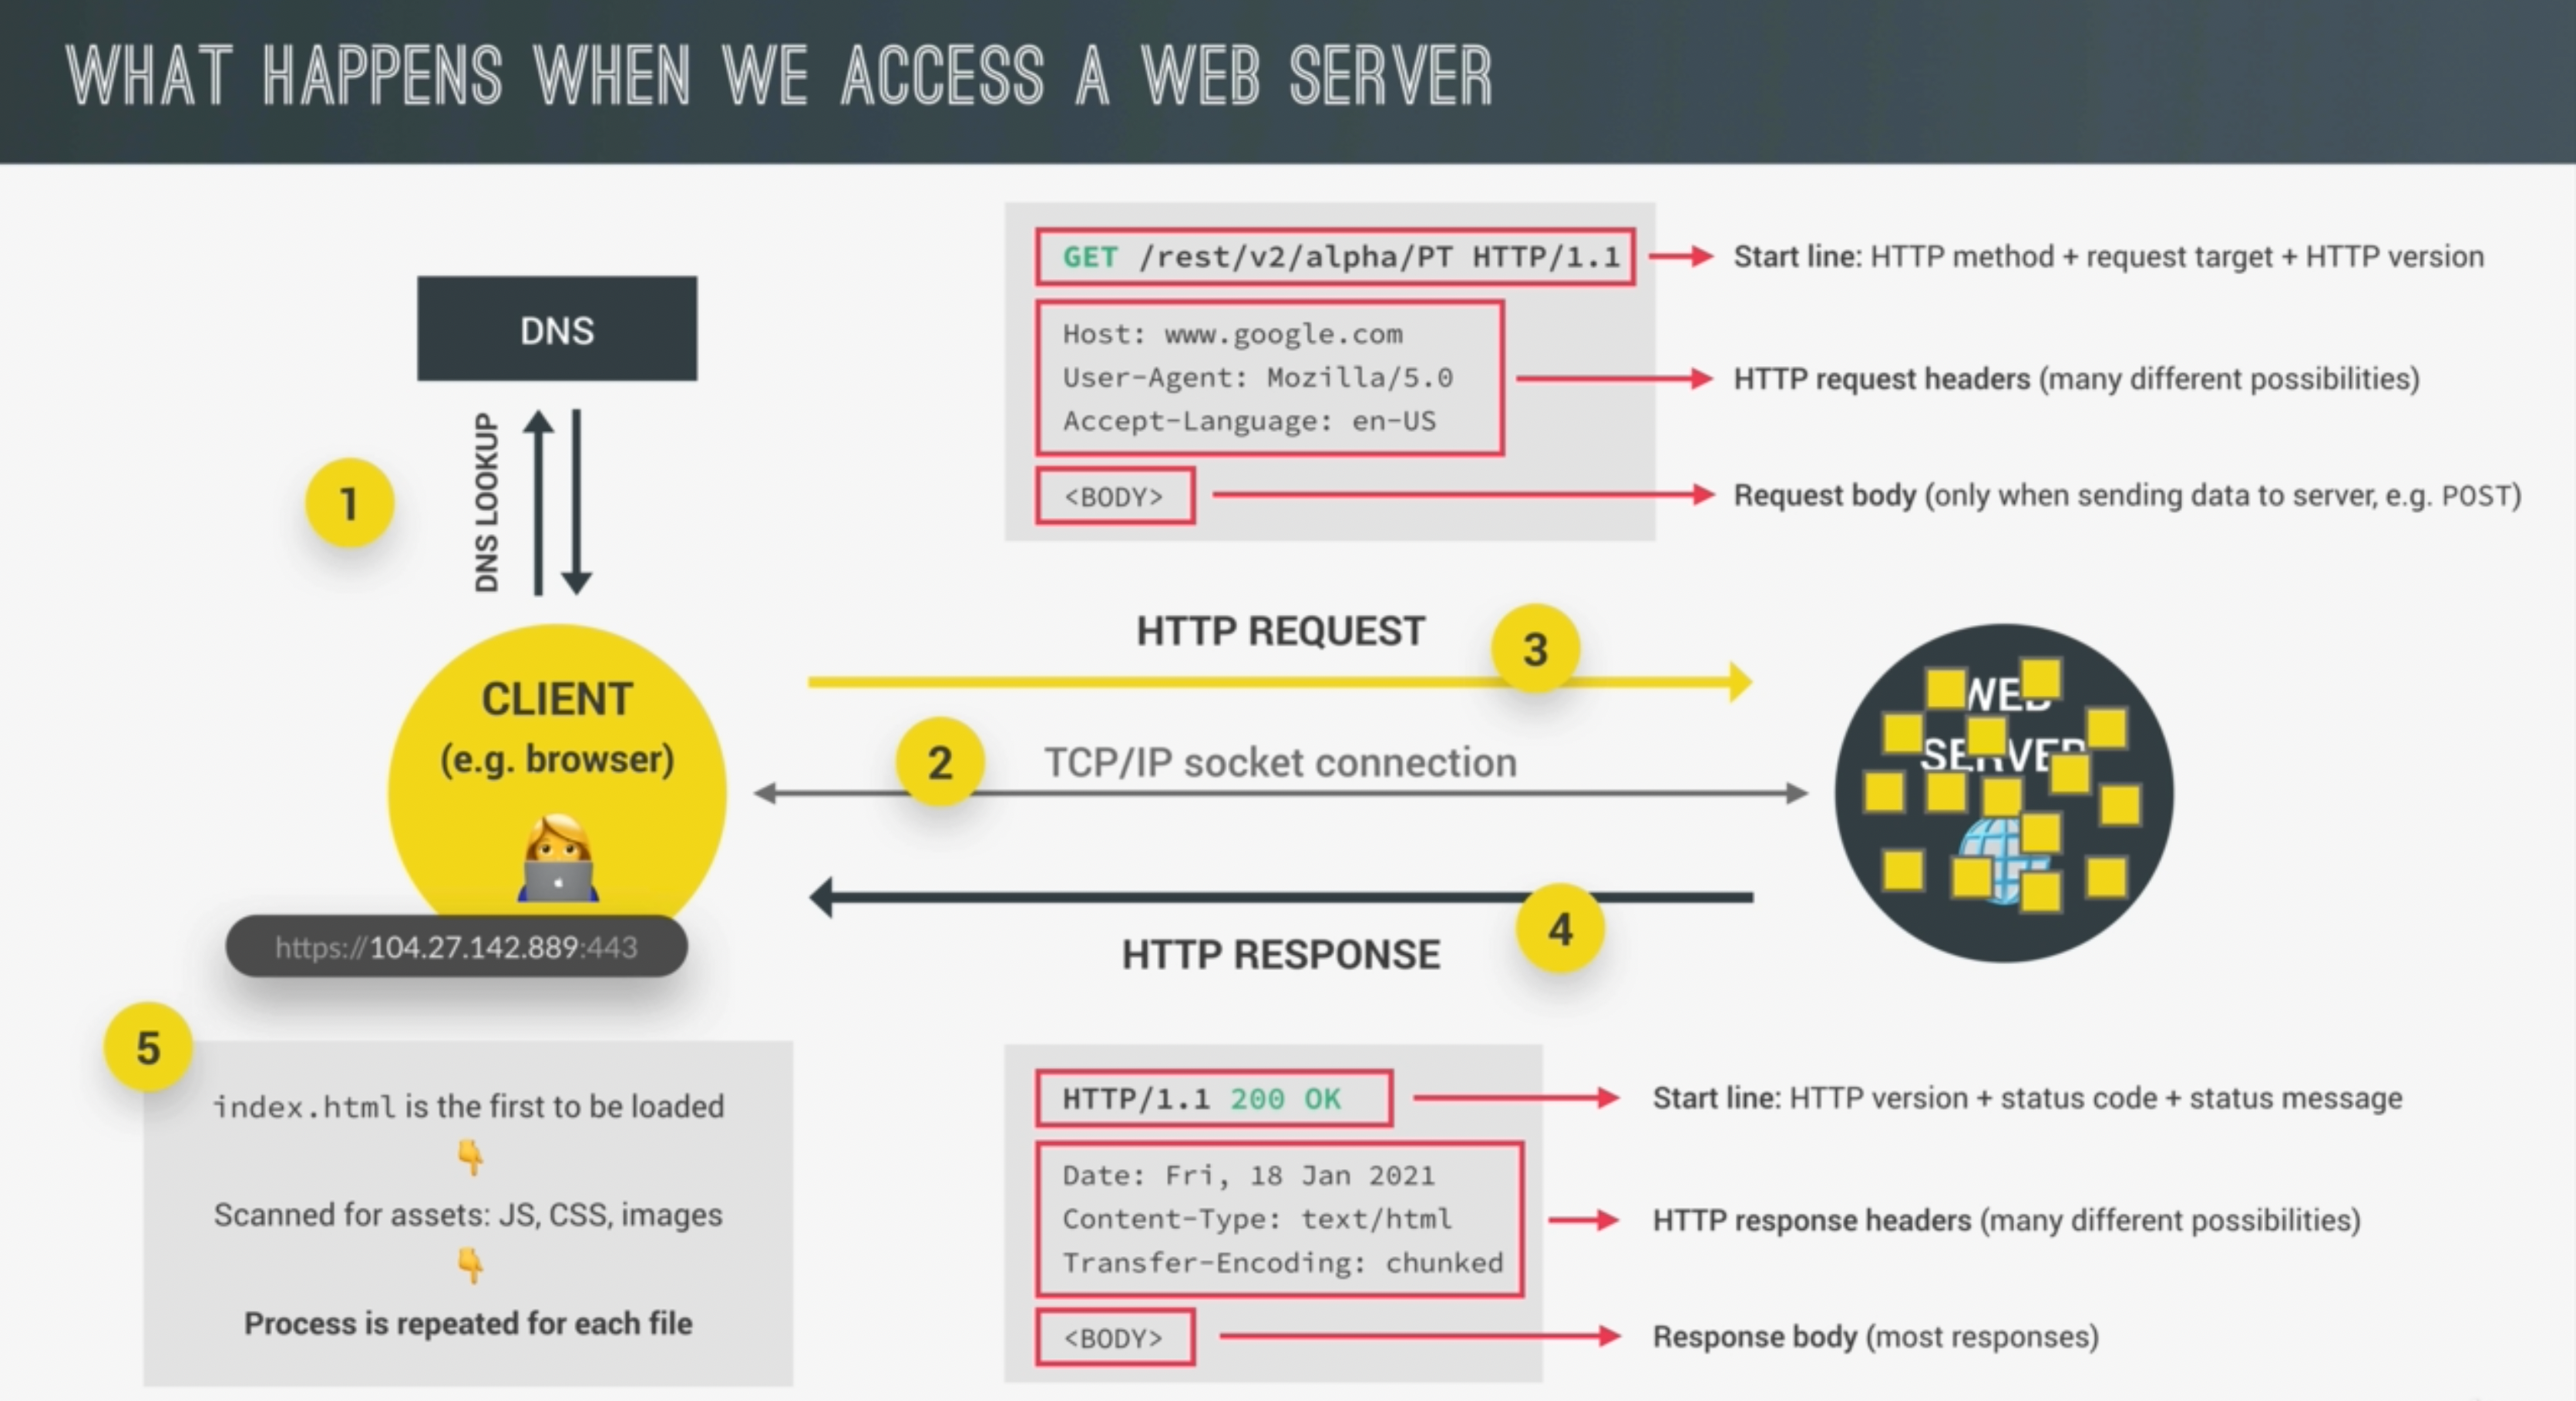 WHAT HAPPENS WHEN WE ACCESS A WEB SERVER
DNS
DNS LOOKUP
1
GET /rest/v2/alpha/PT HTTP/1.1
Start line: HTTP method + request target + HTTP version
Host: www.google.com
User-Agent: Mozilla/5.0
Accept-Language: en-US
HTTP request headers (many different possibilities)
<BODY>
Request body (only when sending data to server, e.g. POST)
HTTP REQUEST
3
CLIENT
(e.g. browser)
2
TCP/IP socket connection
WEB
SERVER
HTTP RESPONSE
4
https://104.27.142.889:443
5
index.html is the first to be loaded
Scanned for assets: JS, CSS, images
Process is repeated for each file
HTTP/1.1 200 OK
Start line: HTTP version + status code + status message
Date: Fri, 18 Jan 2021
Content-Type: text/html
Transfer-Encoding: chunked
HTTP response headers (many different possibilities)
<BODY>
Response body (most responses)